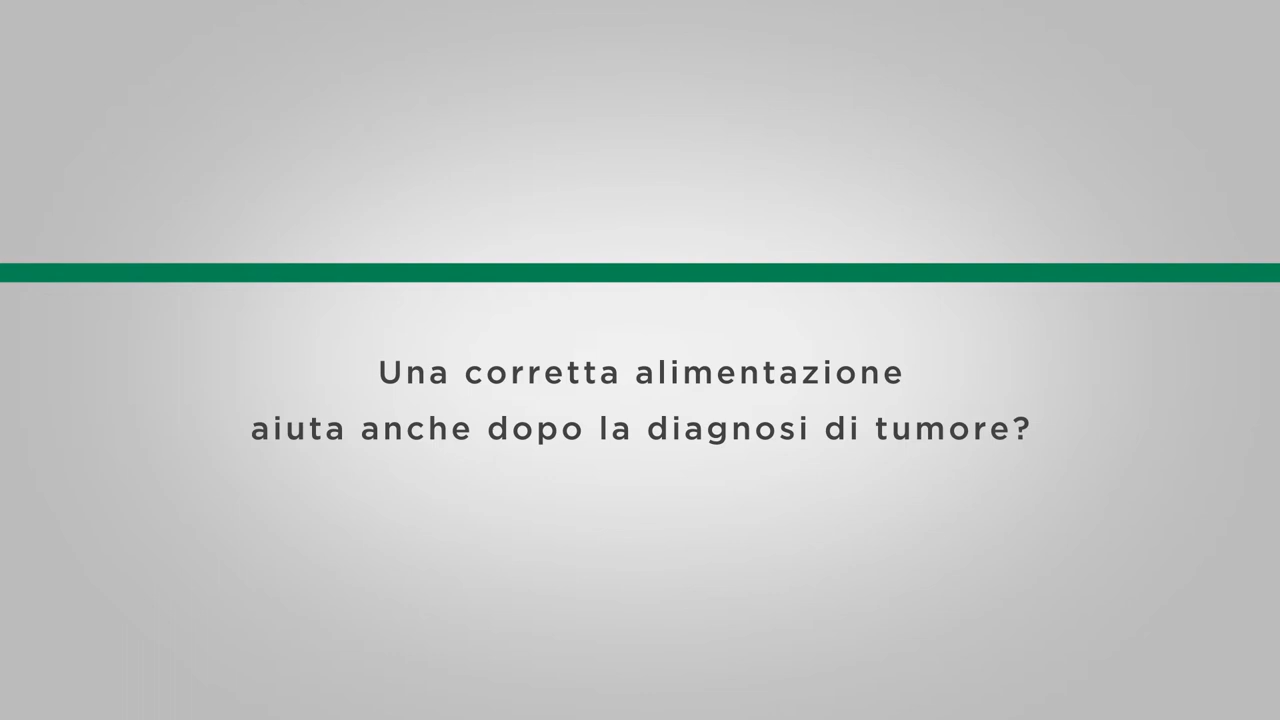 Una corretta alimentazione
aiuta anche dopo la diagnosi di tumore?